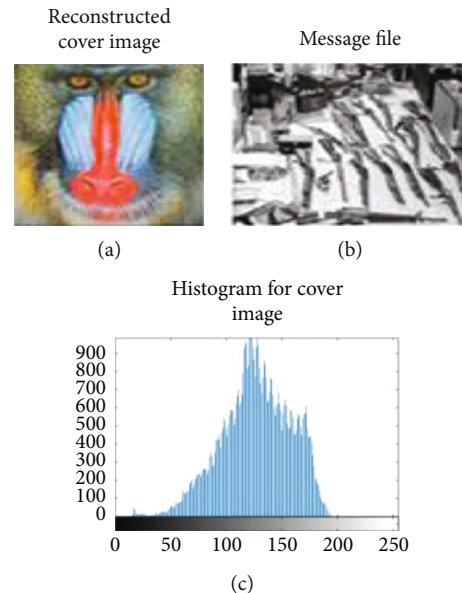 Reconstructed
cover image
Message file
(a)
(b)
Histogram for cover
image
900
800
700
600
500
400
300
200
100
0
0 50 100 150 200 250
(c)